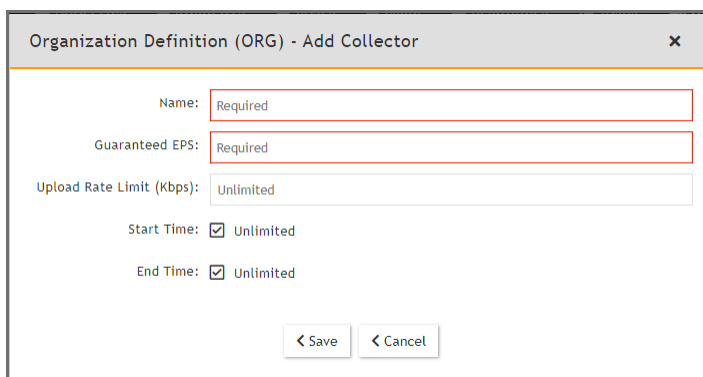 Organization Definition (ORG) - Add Collector
Name: Required
Guaranteed EPS: Required
Upload Rate Limit (Kbps): Unlimited
Start Time: Unlimited
End Time: Unlimited
Save Cancel